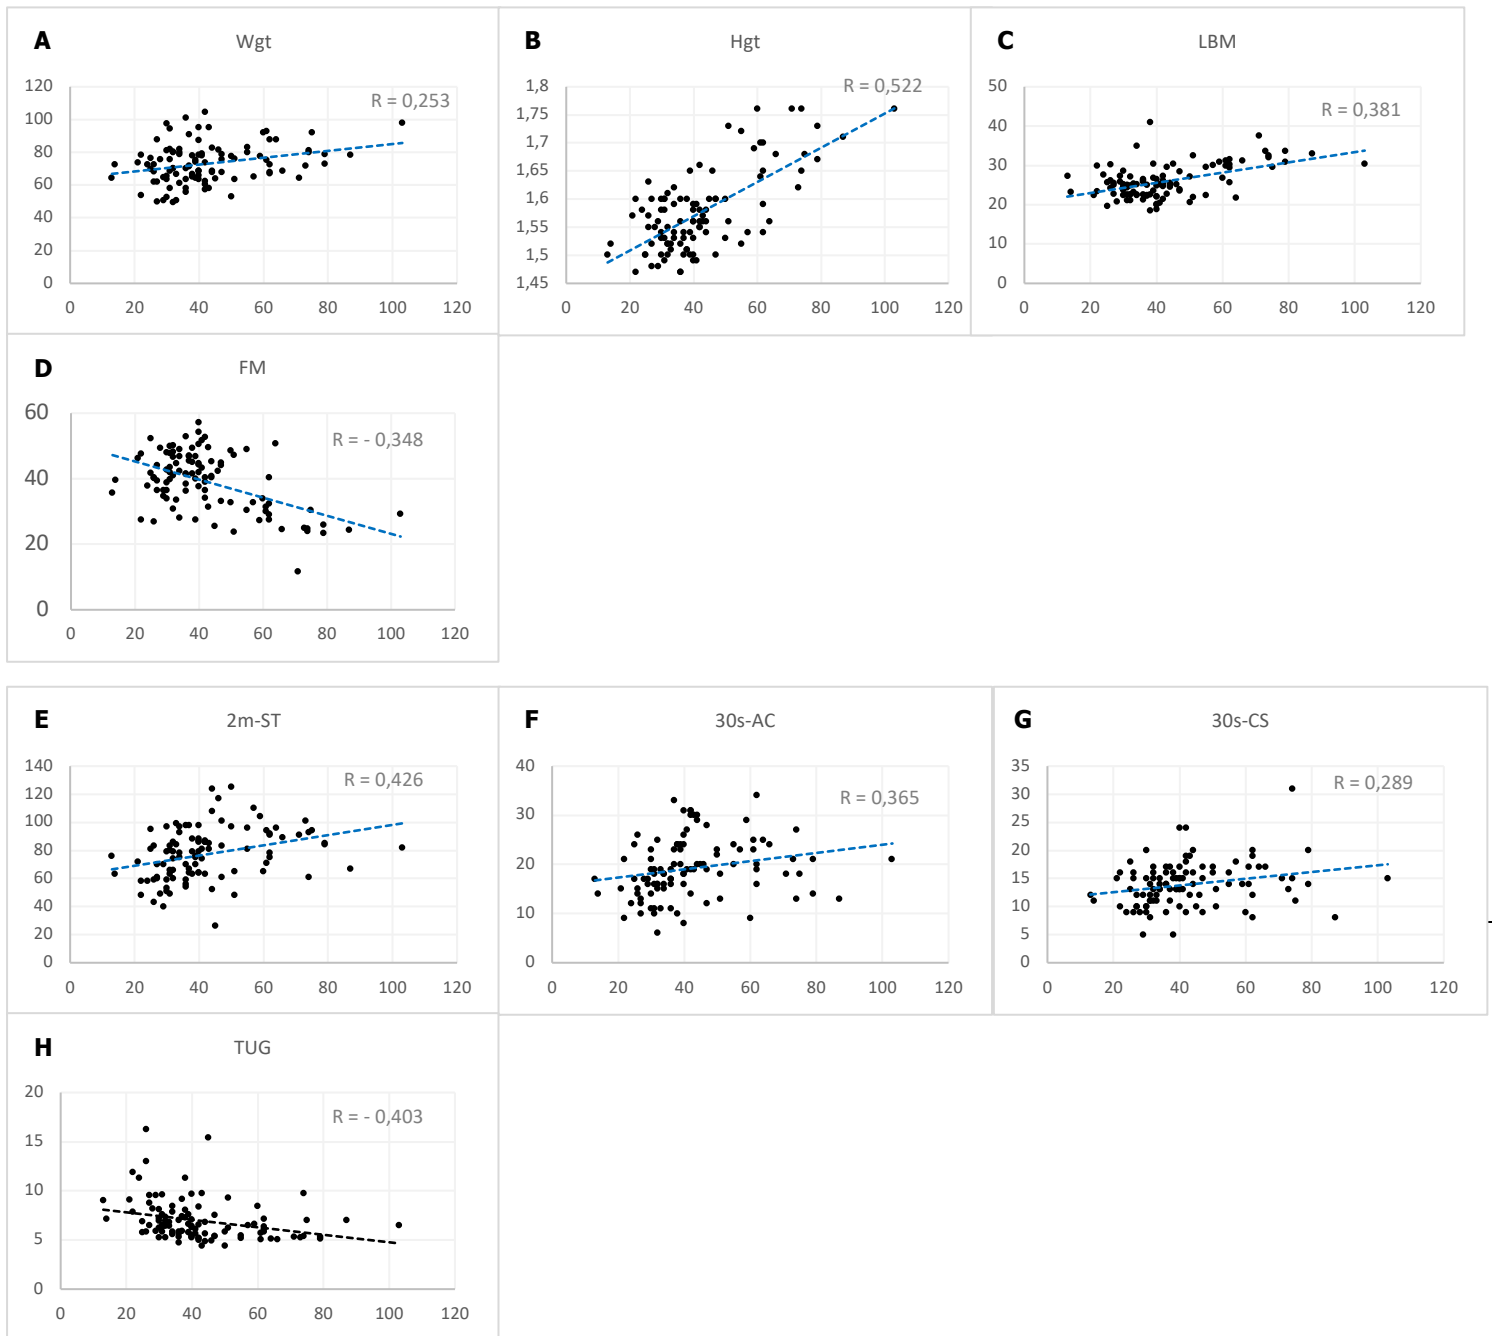 A
Wgt
R = 0,253
120
100
80
60
40
20
0
0 20 40 60 80 100 120
B
Hgt
R = 0,522
1,8
1,75
1,7
1,65
1,6
1,55
1,5
1,45
0 20 40 60 80 100 120
C
LBM
R = 0,381
50
40
30
20
10
0
0 20 40 60 80 100 120
D
FM
R = - 0,348
60
40
20
0
0 20 40 60 80 100 120
E
2m-ST
R = 0,426
140
120
100
80
60
40
20
0
0 20 40 60 80 100 120
F
30s-AC
R = 0,365
40
30
20
10
0
0 20 40 60 80 100 120
G
30s-CS
R = 0,289
35
30
25
20
15
10
5
0
0 20 40 60 80 100 120
H
TUG
R = - 0,403
20
15
10
5
0
0 20 40 60 80 100 120